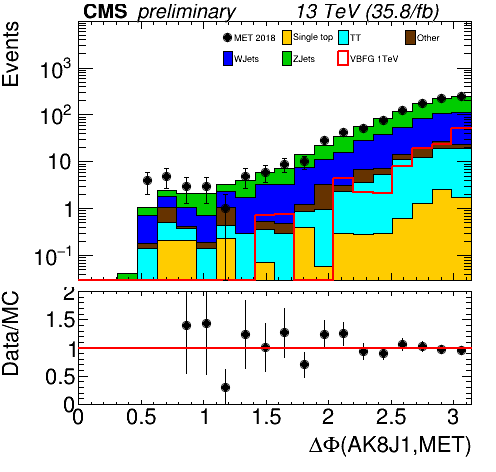 CMS preliminary 13 TeV (35.8/fb)
MET 2018 Single top TT Other
WJets ZJets VBFG 1TeV
Events
10³
10²
10
1
10⁻¹
Data/MC
2
1.5
1
0.5
0
0 0.5 1 1.5 2 2.5 3
ΔΦ(AK8J1,MET)